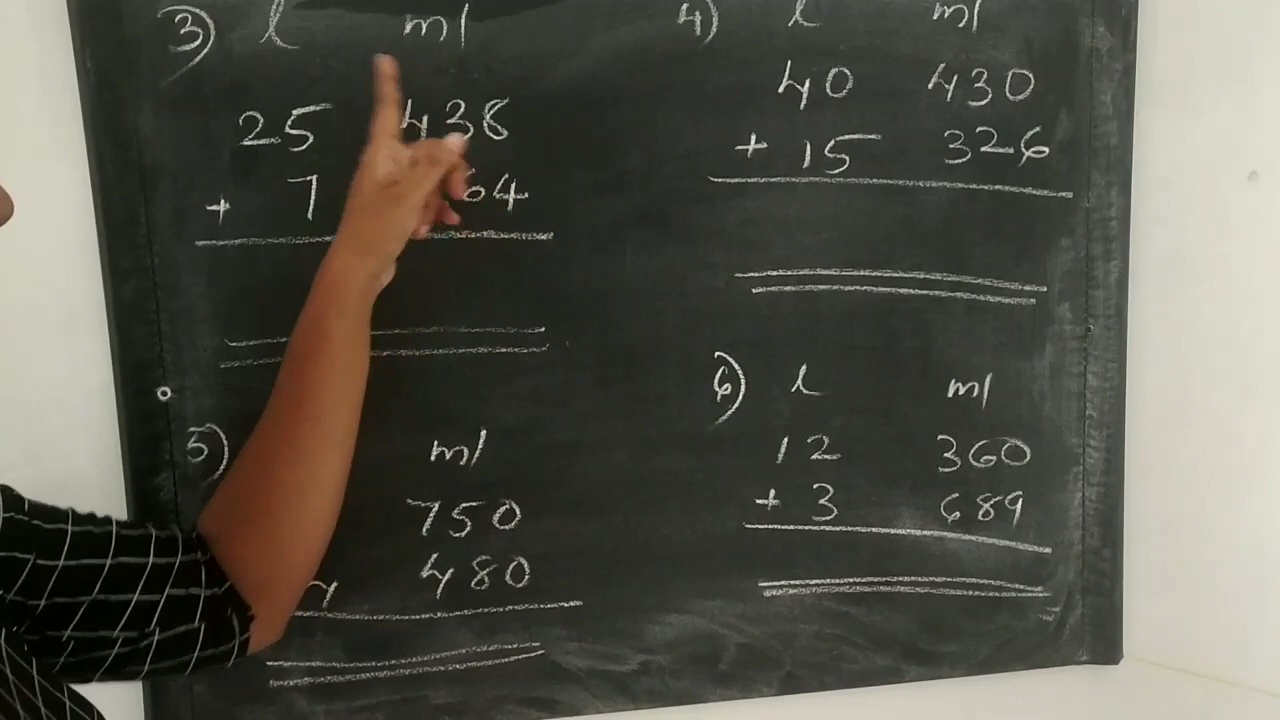 3) l ml
25 438
+ 7 64
4) l ml
40 430
+ 15 326
5) ml
750
480
6) l ml
12 360
+ 3 689